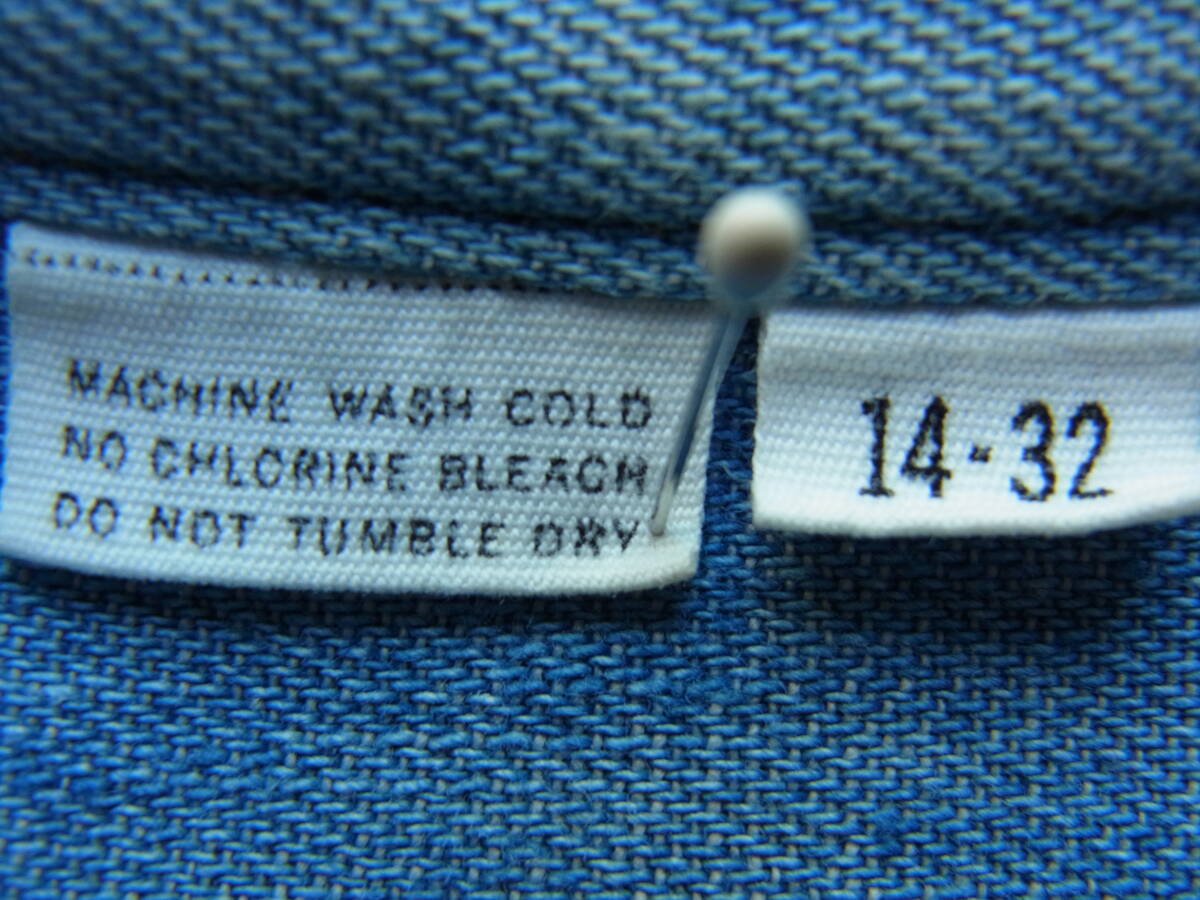 MACHINE WASH COLD
NO CHLORINE BLEACH
DO NOT TUMBLE DRY
14-32